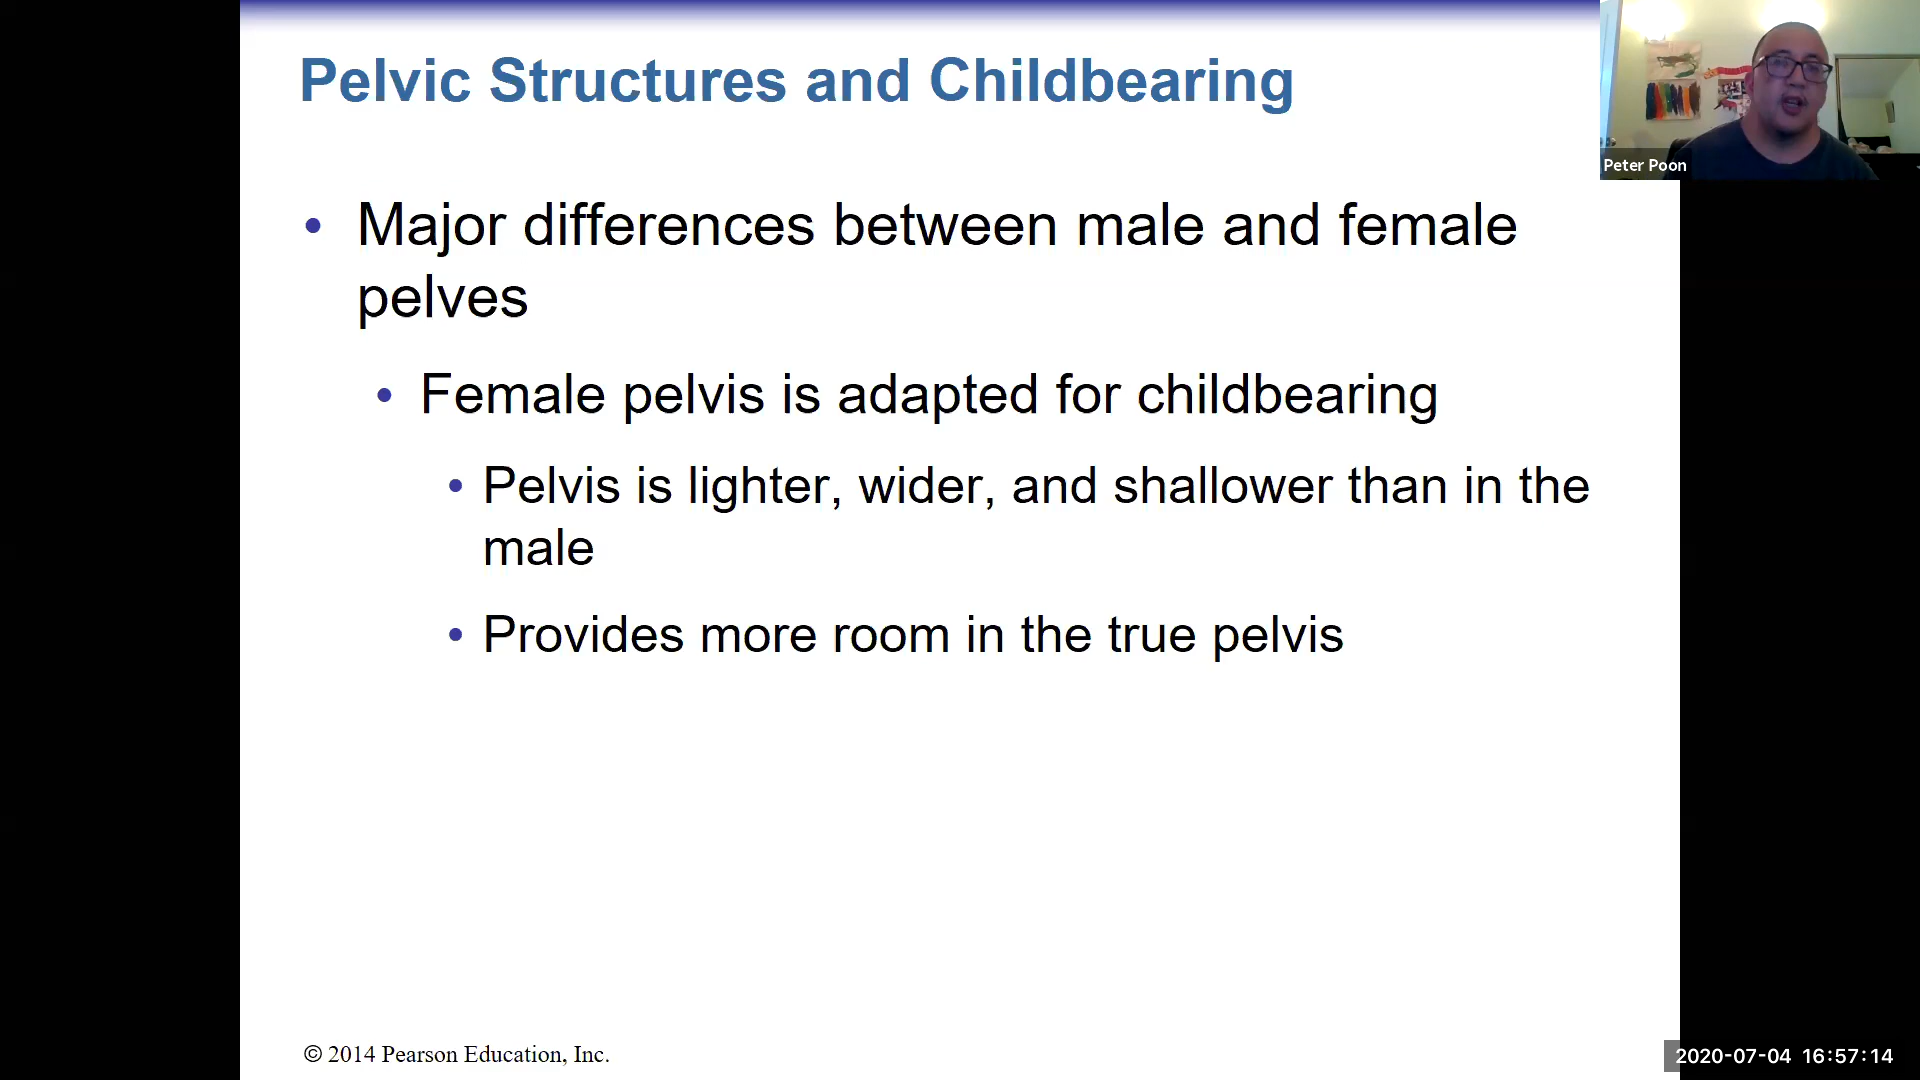 Pelvic Structures and Childbearing
Peter Poon
• Major differences between male and female
pelves
• Female pelvis is adapted for childbearing
• Pelvis is lighter, wider, and shallower than in the
male
• Provides more room in the true pelvis
© 2014 Pearson Education, Inc.
2020-07-04 16:57:14